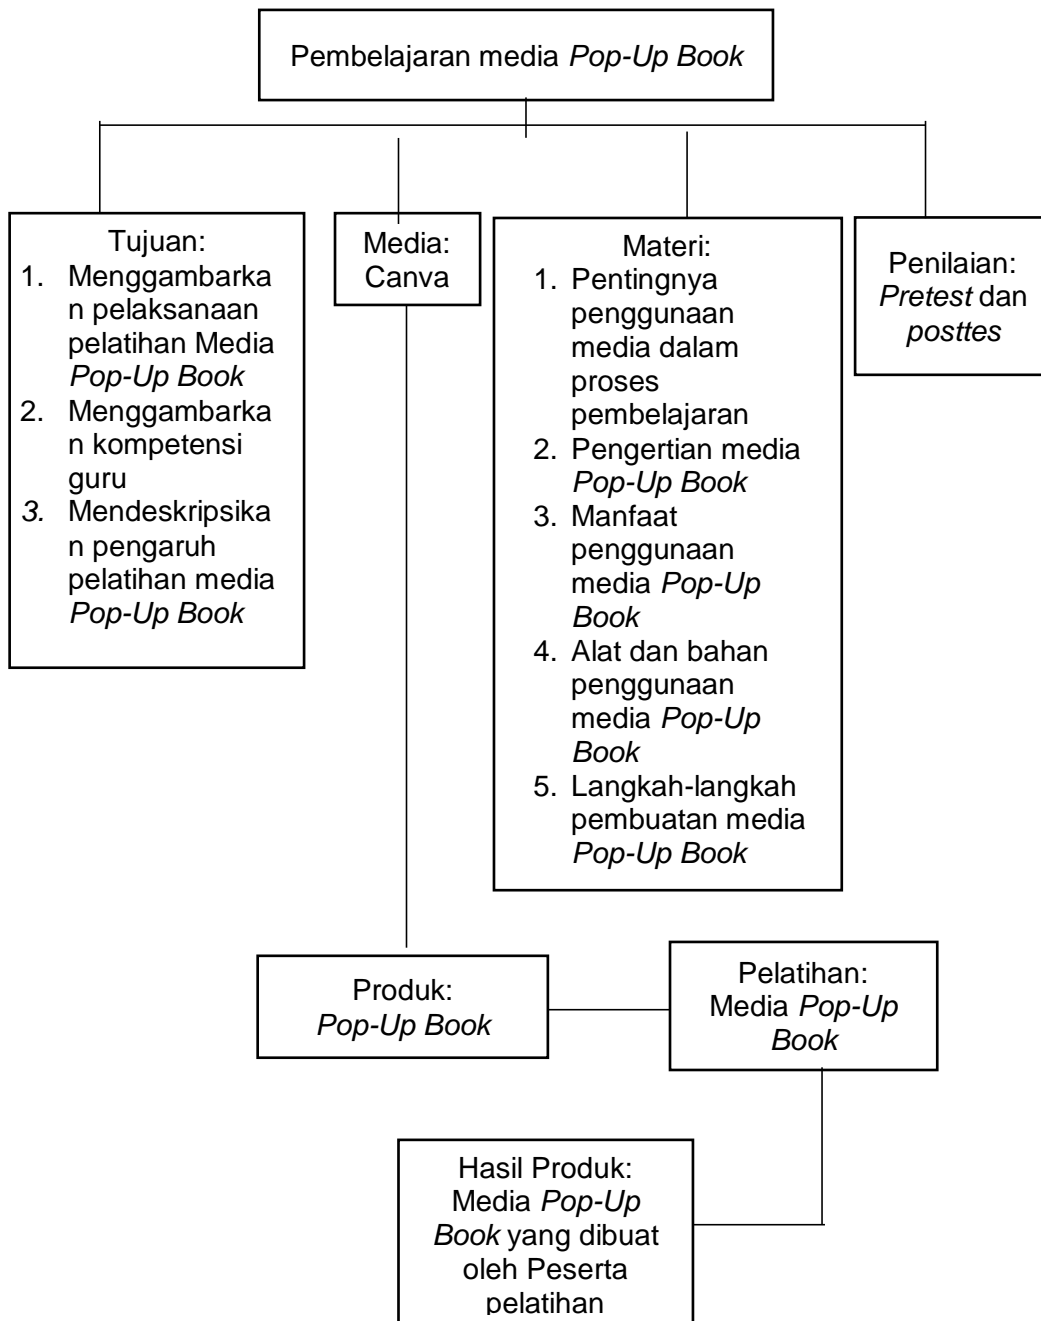 Pembelajaran media Pop-Up Book
Tujuan:
1. Menggambarka
n pelaksanaan
pelatihan Media
Pop-Up Book
2. Menggambarka
n kompetensi
guru
3. Mendeskripsika
n pengaruh
pelatihan media
Pop-Up Book
Media:
Canva
Materi:
1. Pentingnya
penggunaan
media dalam
proses
pembelajaran
2. Pengertian media
Pop-Up Book
3. Manfaat
penggunaan
media Pop-Up
Book
4. Alat dan bahan
penggunaan
media Pop-Up
Book
5. Langkah-langkah
pembuatan media
Pop-Up Book
Penilaian:
Pretest dan
posttes
Produk:
Pop-Up Book
Pelatihan:
Media Pop-Up
Book
Hasil Produk:
Media Pop-Up
Book yang dibuat
oleh Peserta
pelatihan